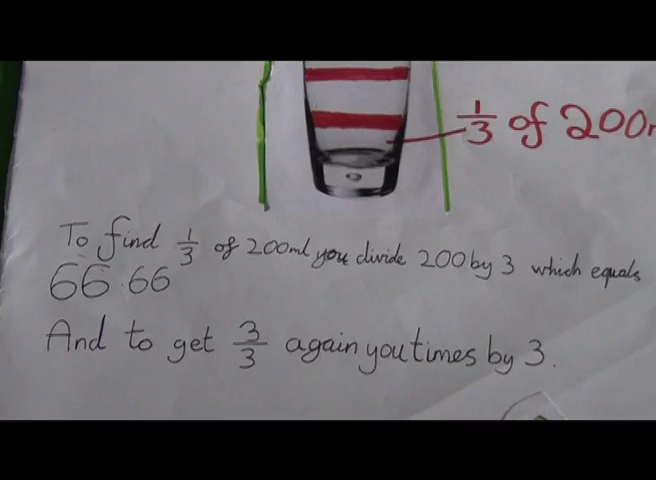 1/3 of 200m
To find 1/3 of 200ml you divide 200 by 3 which equals
66.66
And to get 3/3 again you times by 3.